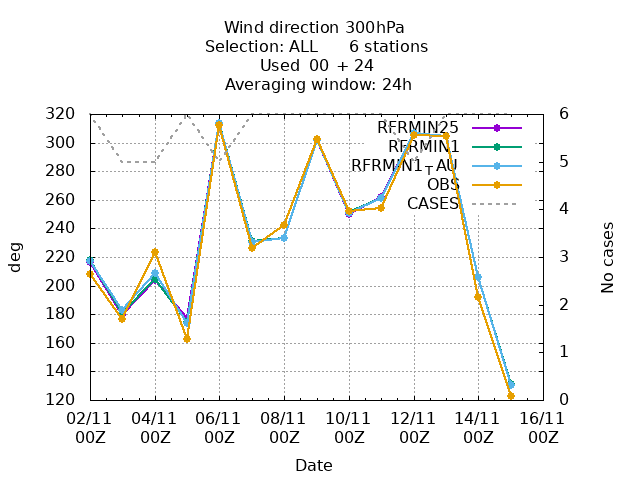 Wind direction 300hPa
Selection: ALL 6 stations
Used 00 + 24
Averaging window: 24h
320 6
RFRMIN25
300 RFRMIN1 5
280 RFRMIN1_AU
OBS
260 CASES 4
240
220 3
200 2
180
160 1
140
120 0
deg
No cases
02/11 04/11 06/11 08/11 10/11 12/11 14/11 16/11
00Z 00Z 00Z 00Z 00Z 00Z 00Z 00Z
Date